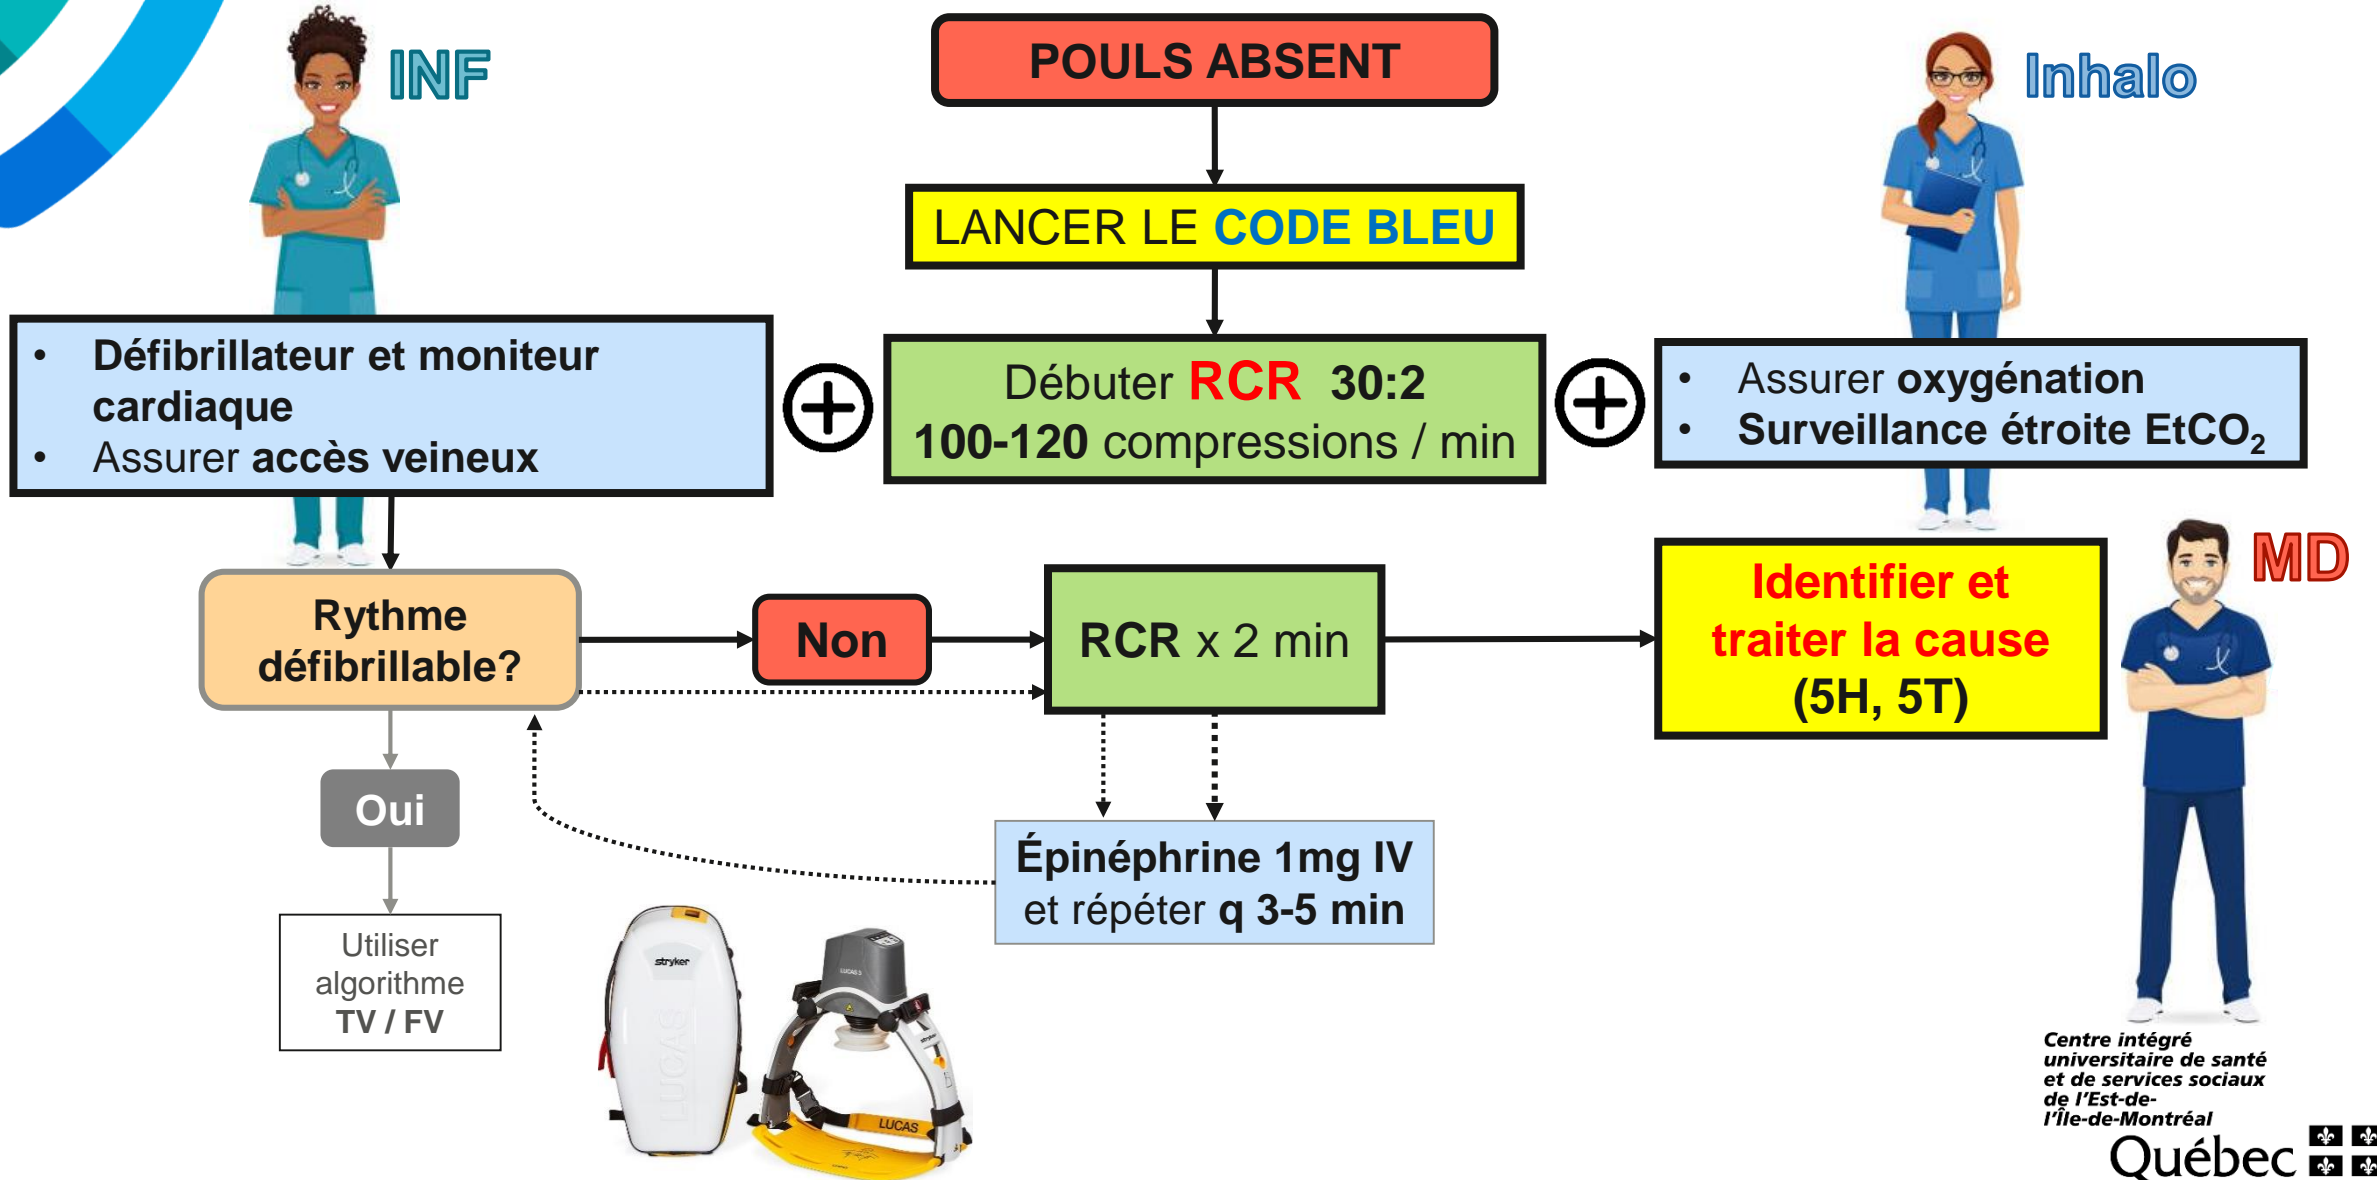 INF
POULS ABSENT
Inhalo
LANCER LE CODE BLEU
• Défibrillateur et moniteur
cardiaque
• Assurer accès veineux
Débuter RCR 30:2
100-120 compressions / min
• Assurer oxygénation
• Surveillance étroite EtCO₂
Rythme
défibrillable?
Non
RCR x 2 min
Identifier et
traiter la cause
(5H, 5T)
MD
Oui
Épinéphrine 1mg IV
et répéter q 3-5 min
Utiliser
algorithme
TV / FV
stryker
LUCAS
LUCAS 3
stryker
LUCAS
Centre intégré
universitaire de santé
et de services sociaux
de l'Est-de-
l'Île-de-Montréal
Québec